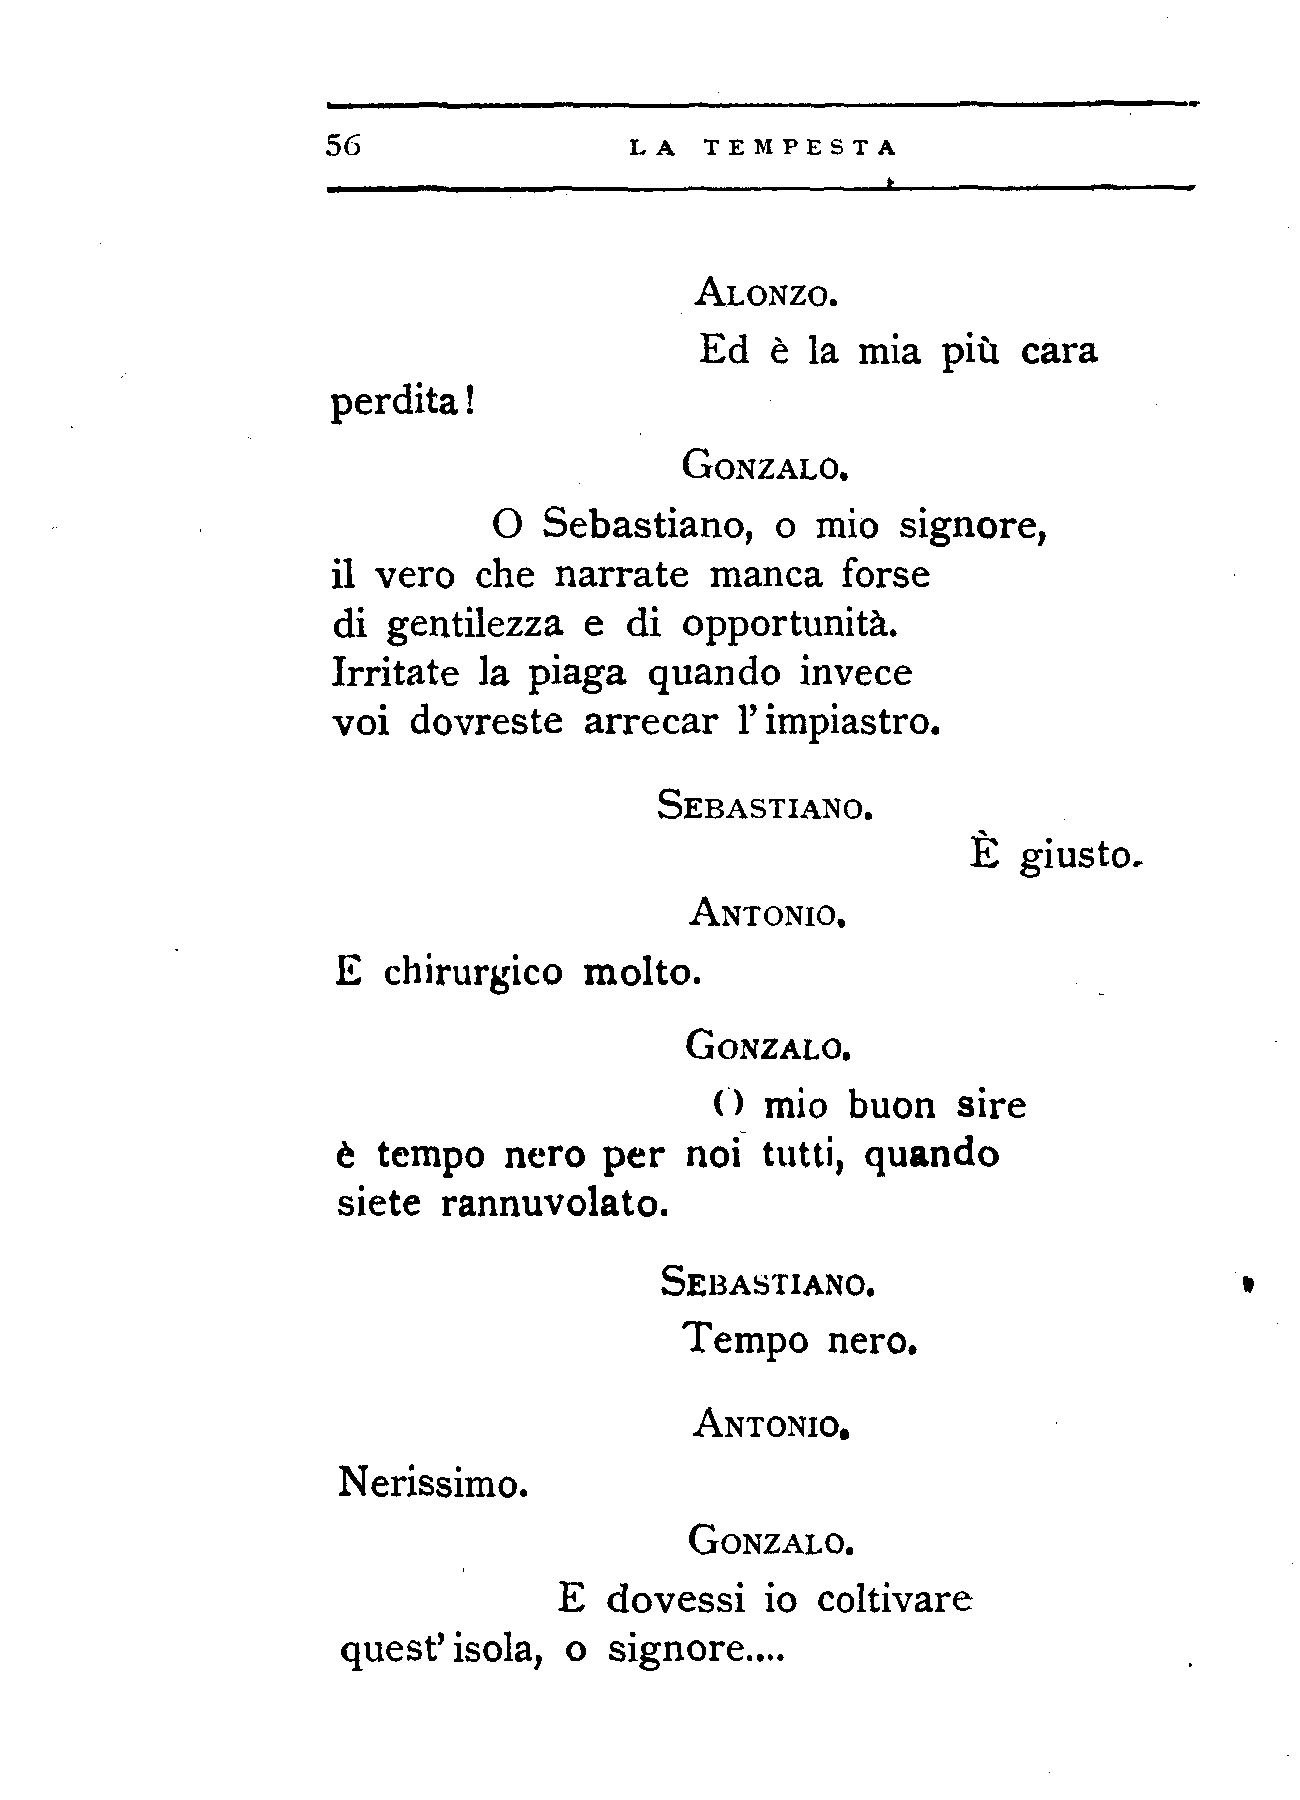 56 LA TEMPESTA
ALONZO.
Ed è la mia più cara
perdita!
GONZALO.
O Sebastiano, o mio signore,
il vero che narrate manca forse
di gentilezza e di opportunità.
Irritate la piaga quando invece
voi dovreste arrecar l'impiastro.
SEBASTIANO.
È giusto.
ANTONIO.
E chirurgico molto.
GONZALO.
O mio buon sire
è tempo nero per noi tutti, quando
siete rannuvolato.
SEBASTIANO.
Tempo nero.
ANTONIO.
Nerissimo.
GONZALO.
E dovessi io coltivare
quest'isola, o signore....